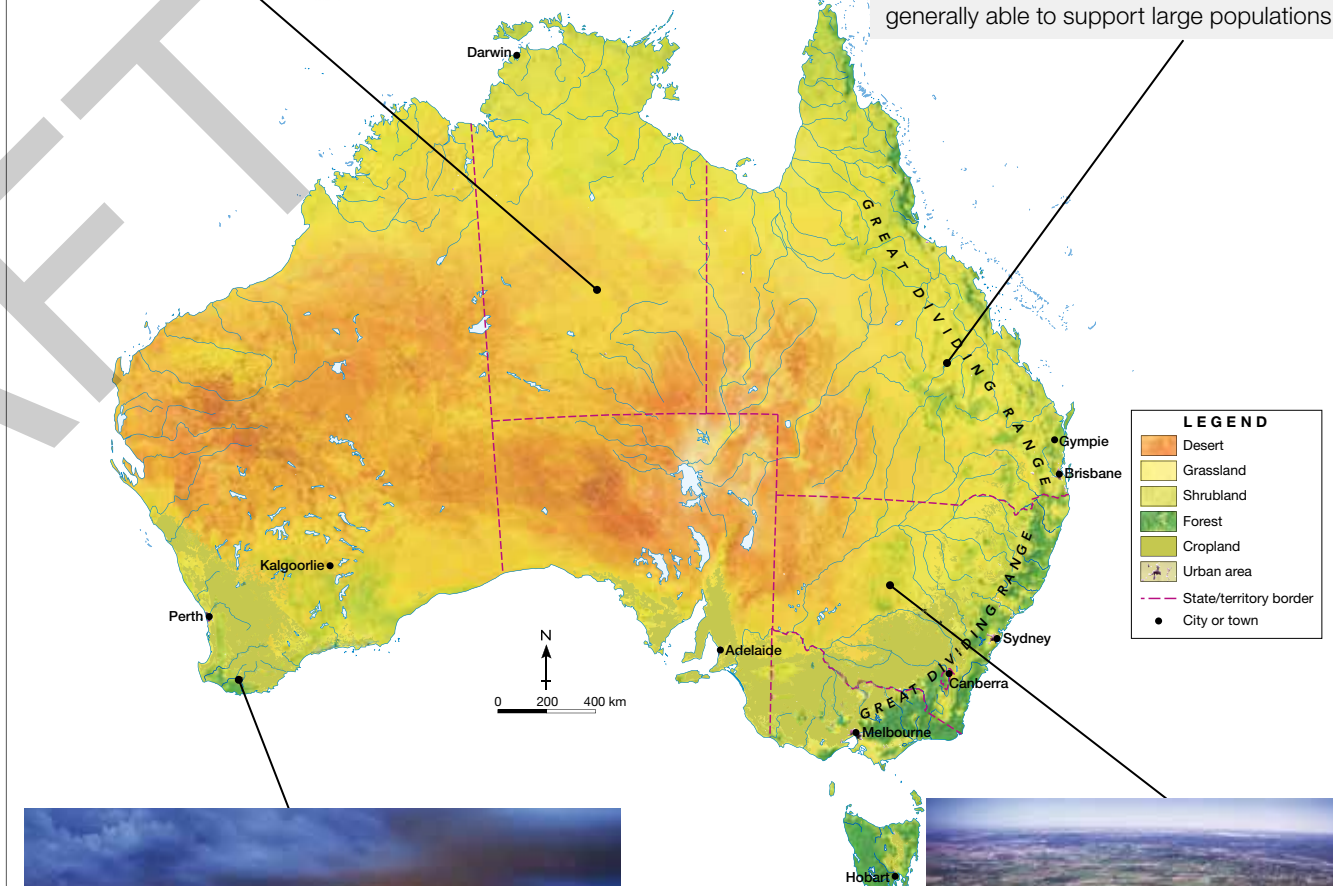 generally able to support large populations
Darwin
GREAT DIVIDING RANGE
LEGEND
Desert
Grassland
Shrubland
Forest
Cropland
Urban area
State/territory border
City or town
Gympie
Brisbane
Kalgoorlie
Perth
N
0 200 400 km
Adelaide
GREAT DIVIDING RANGE
Sydney
Canberra
Melbourne
Hobart